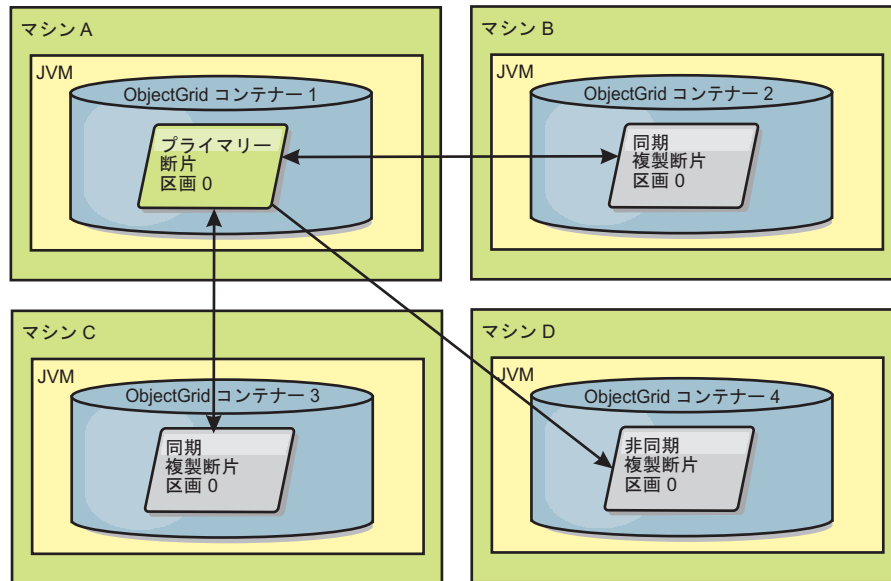 マシン A
JVM
ObjectGrid コンテナー 1
プライマリー
断片
区画 0
マシン B
JVM
ObjectGrid コンテナー 2
同期
複製断片
区画 0
マシン C
JVM
ObjectGrid コンテナー 3
同期
複製断片
区画 0
マシン D
JVM
ObjectGrid コンテナー 4
非同期
複製断片
区画 0